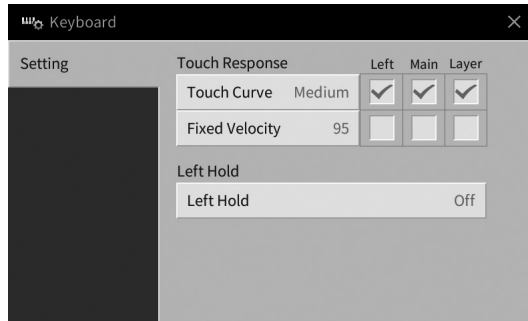 Keyboard
Setting
Touch Response Left Main Layer
Touch Curve Medium
Fixed Velocity 95
Left Hold
Left Hold Off